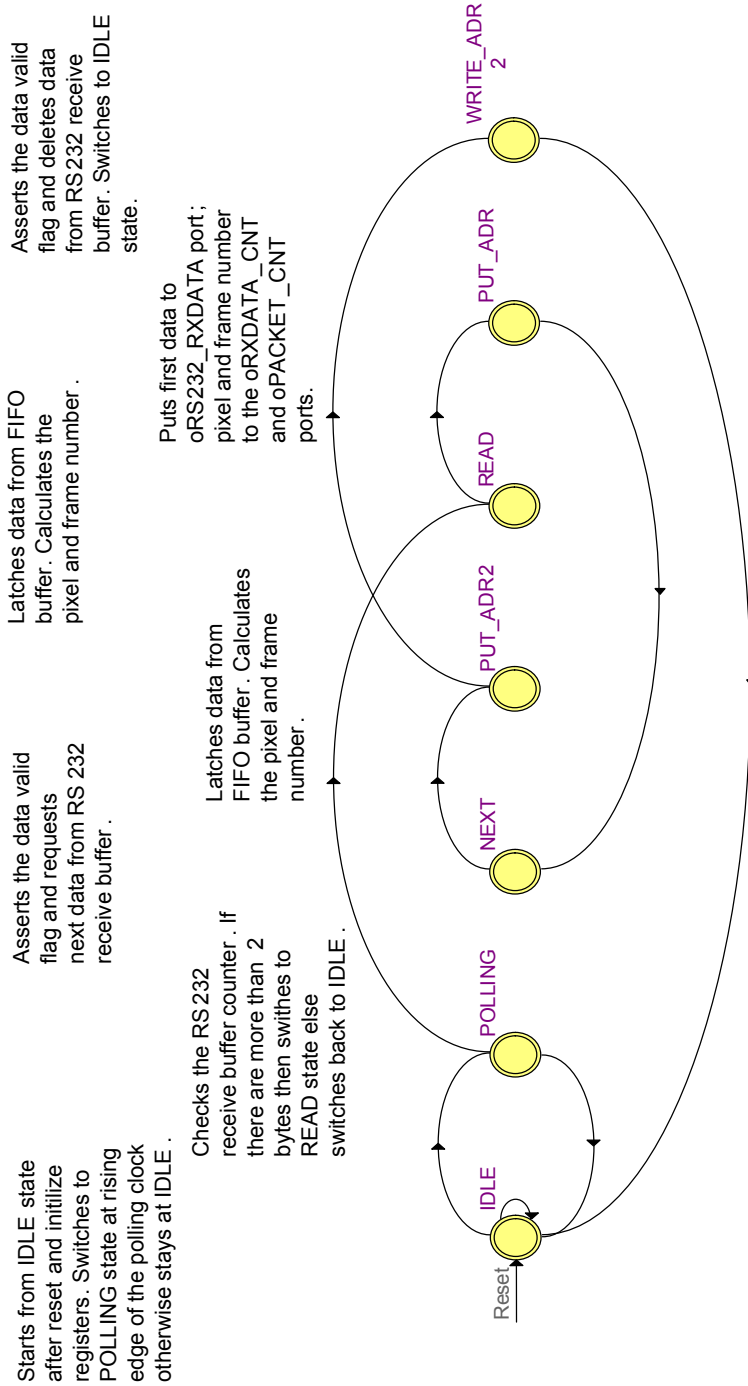 Starts from IDLE state
after reset and initilize
registers. Switches to
POLLING state at rising
edge of the polling clock
otherwise stays at IDLE .
Asserts the data valid
flag and requests
next data from RS 232
receive buffer .
Latches data from FIFO
buffer. Calculates the
pixel and frame number .
Asserts the data valid
flag and deletes data
from RS232 receive
buffer . Switches to IDLE
state.
Checks the RS232
receive buffer counter . If
there are more than 2
bytes then swithes to
READ state else
switches back to IDLE .
Latches data from
FIFO buffer . Calculates
the pixel and frame
number .
Puts first data to
oRS232_RXDATA port ;
pixel and frame number
to the oRXDATA_CNT
and oPACKET_CNT
ports.
Reset
IDLE
POLLING
NEXT
PUT_ADR2
READ
PUT_ADR
WRITE_ADR
2